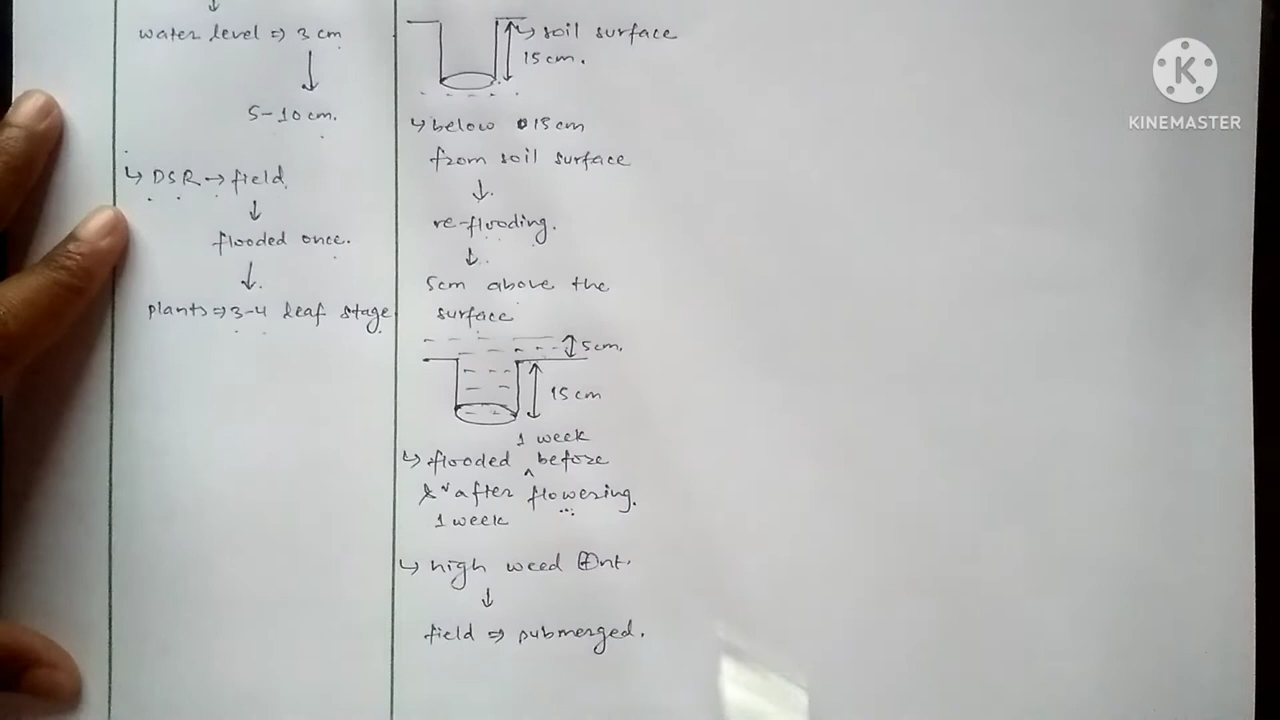 water level ⇒ 3 cm
↓
5-10 cm.
↳ DSR → field
↓
flooded once.
↓
plants ⇒ 3-4 leaf stage
↳ soil surface
15 cm.
↳ below 15 cm
from soil surface
↓
re-flooding.
↓
5cm above the
surface
5cm.
15 cm
1 week
↳ flooded ^ before
& after flowering.
1 week
↳ high weed
↓
field ⇒ submerged.
K
KINEMASTER